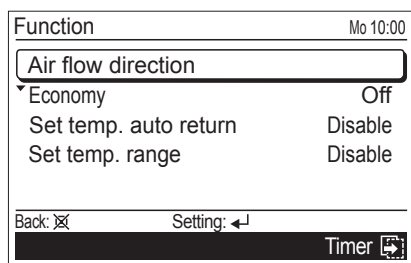 Function Mo 10:00
Air flow direction
Economy Off
Set temp. auto return Disable
Set temp. range Disable
Back: Setting:
Timer